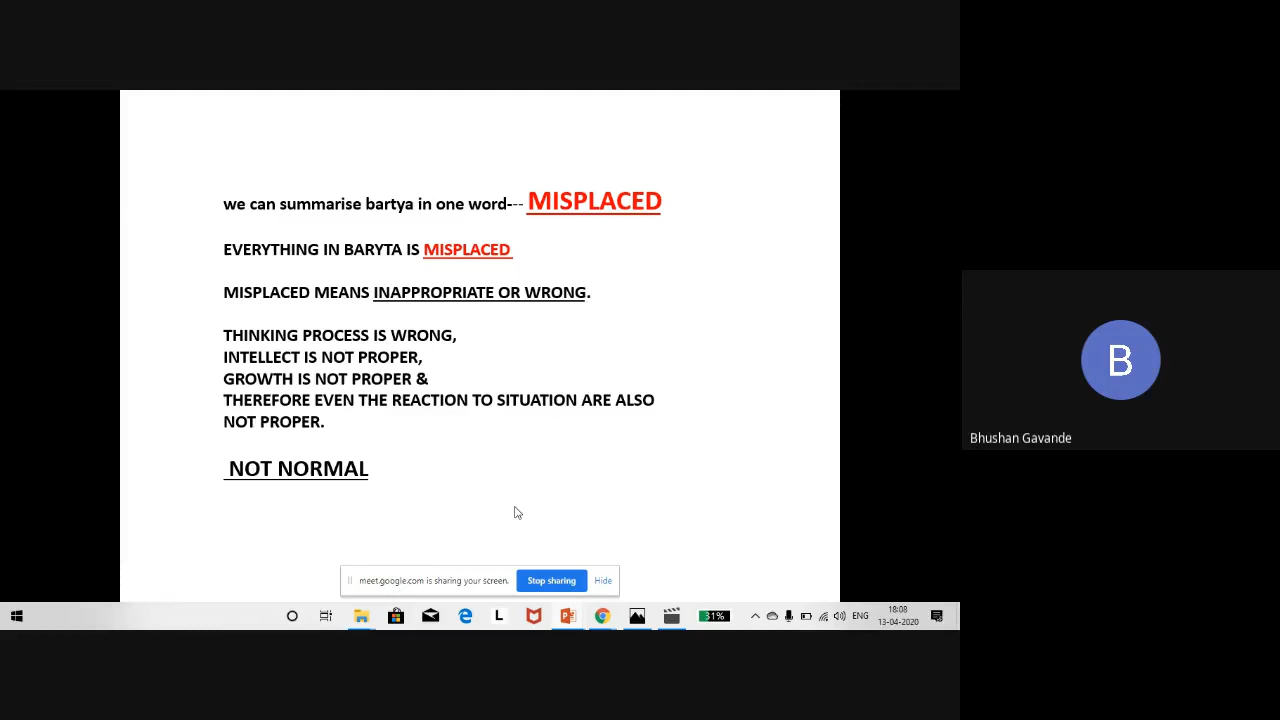 we can summarise bartya in one word--- MISPLACED
EVERYTHING IN BARYTA IS MISPLACED
MISPLACED MEANS INAPPROPRIATE OR WRONG.
THINKING PROCESS IS WRONG,
INTELLECT IS NOT PROPER,
GROWTH IS NOT PROPER &
THEREFORE EVEN THE REACTION TO SITUATION ARE ALSO
NOT PROPER.
NOT NORMAL
B
Bhushan Gavande
meet.google.com is sharing your screen. Stop sharing Hide
L 31% ENG 18:08
13-04-2020